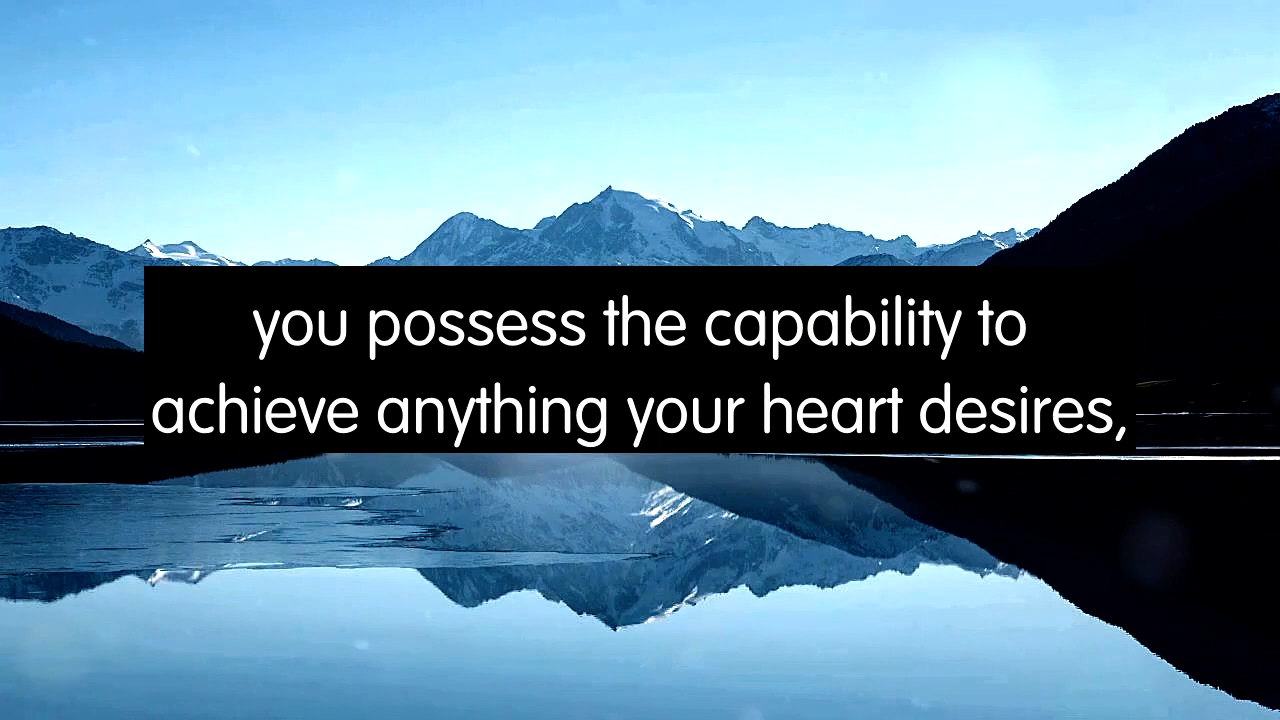 you possess the capability to
achieve anything your heart desires,